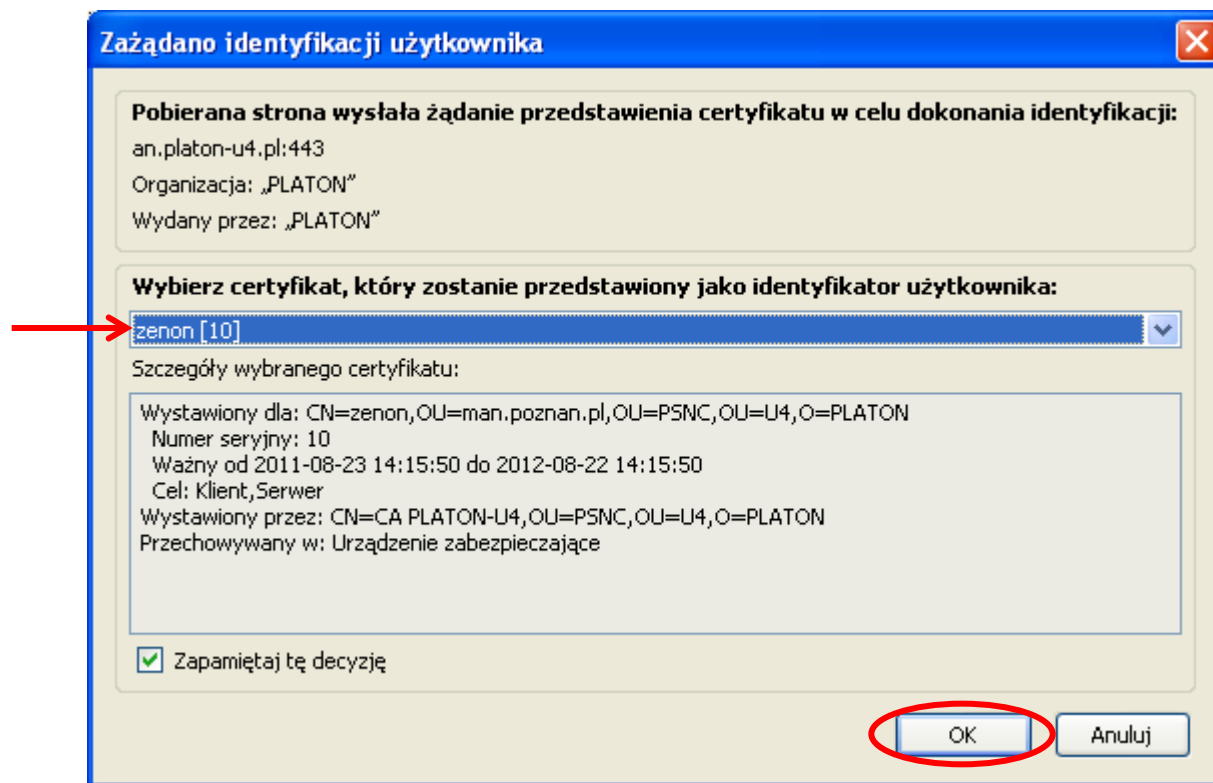 Zażądano identyfikacji użytkownika
Pobierana strona wysłała żądanie przedstawienia certyfikatu w celu dokonania identyfikacji:
an.platon-u4.pl:443
Organizacja: „PLATON”
Wydany przez: „PLATON”
Wybierz certyfikat, który zostanie przedstawiony jako identyfikator użytkownika:
zenon [10]
Szczegóły wybranego certyfikatu:
Wystawiony dla: CN=zenon,OU=man.poznan.pl,OU=PSNC,OU=U4,O=PLATON
Numer seryjny: 10
Ważny od 2011-08-23 14:15:50 do 2012-08-22 14:15:50
Cel: Klient,Serwer
Wystawiony przez: CN=CA PLATON-U4,OU=PSNC,OU=U4,O=PLATON
Przechowywany w: Urządzenie zabezpieczające
Zapamiętaj tę decyzję
OK Anuluj